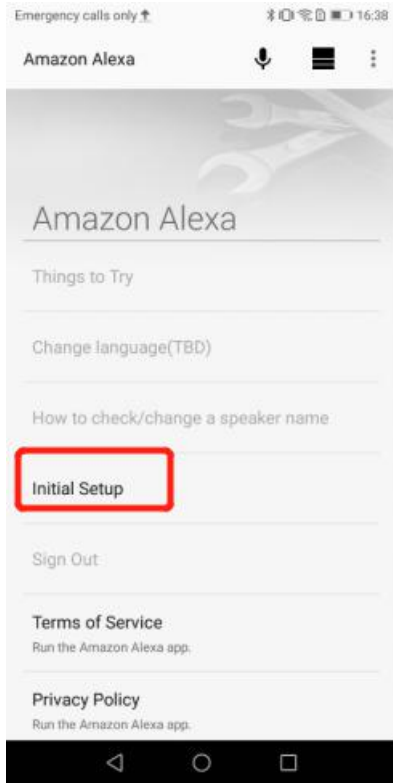 Emergency calls only 16:38
Amazon Alexa
Amazon Alexa
Things to Try
Change language(TBD)
How to check/change a speaker name
Initial Setup
Sign Out
Terms of Service
Run the Amazon Alexa app.
Privacy Policy
Run the Amazon Alexa app.